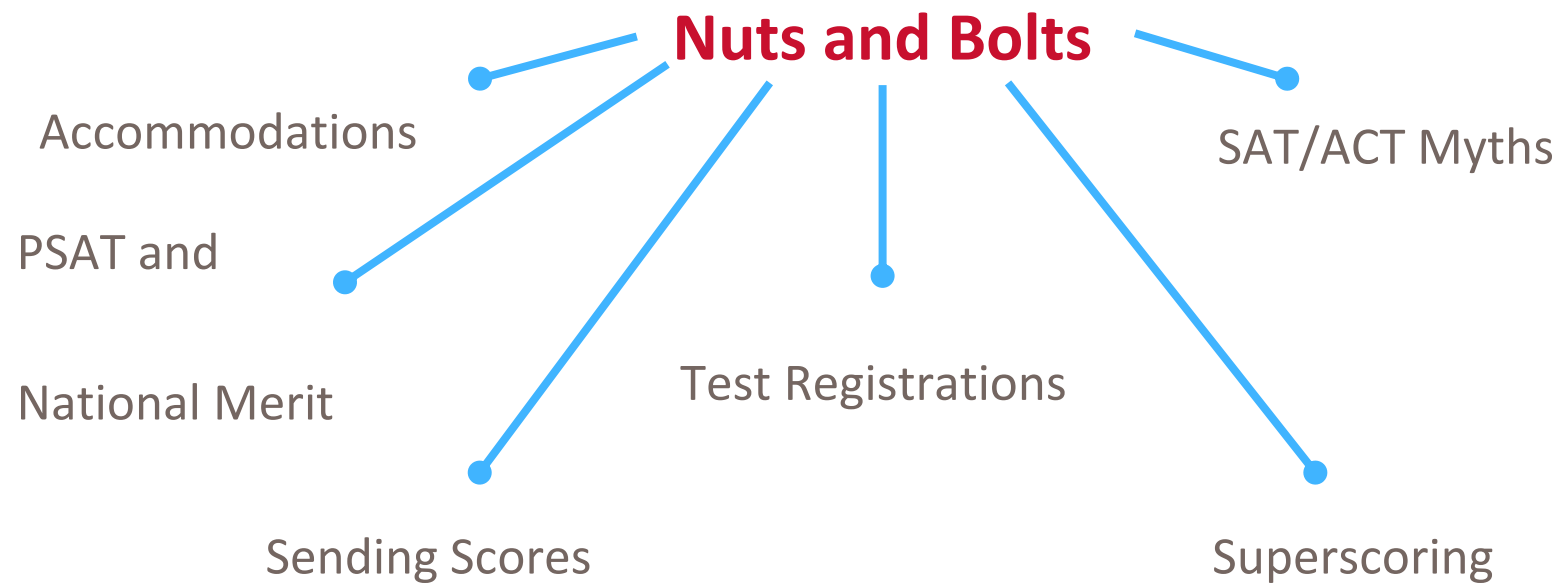 Nuts and Bolts
Accommodations
SAT/ACT Myths
PSAT and
National Merit
Test Registrations
Sending Scores
Superscoring